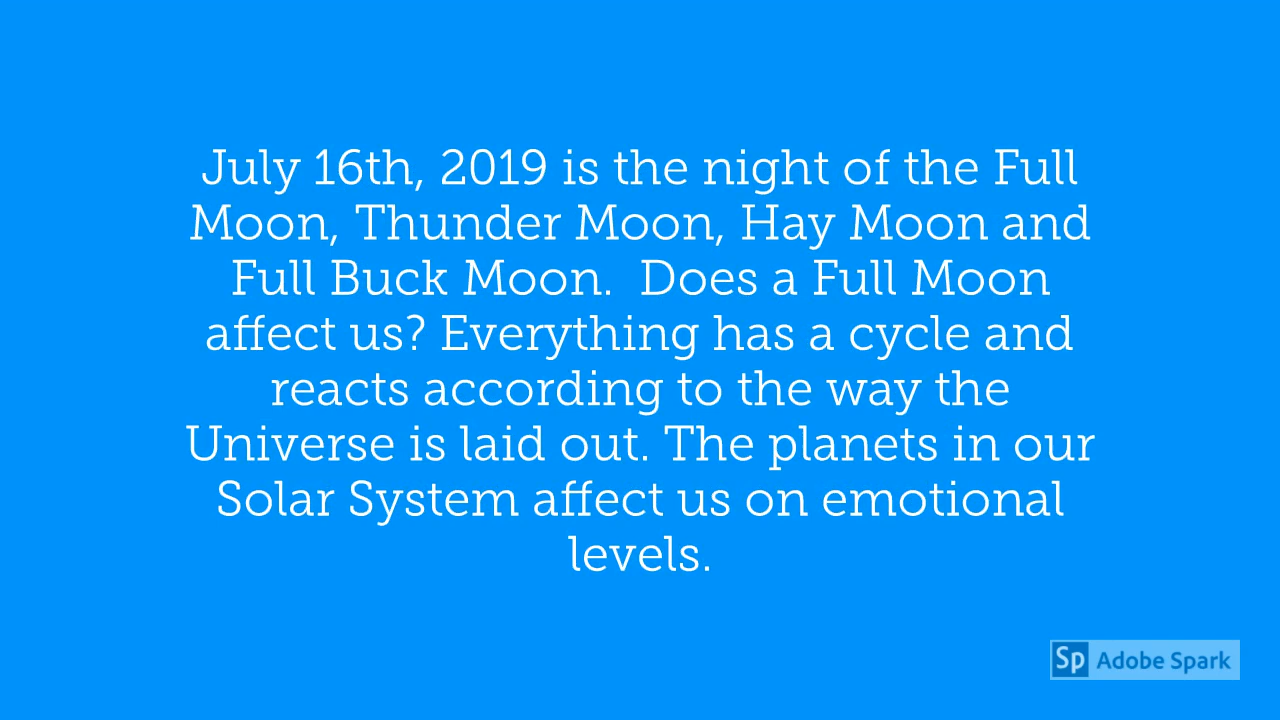 July 16th, 2019 is the night of the Full
Moon, Thunder Moon, Hay Moon and
Full Buck Moon.  Does a Full Moon
affect us? Everything has a cycle and
reacts according to the way the
Universe is laid out. The planets in our
Solar System affect us on emotional
levels.
Sp Adobe Spark